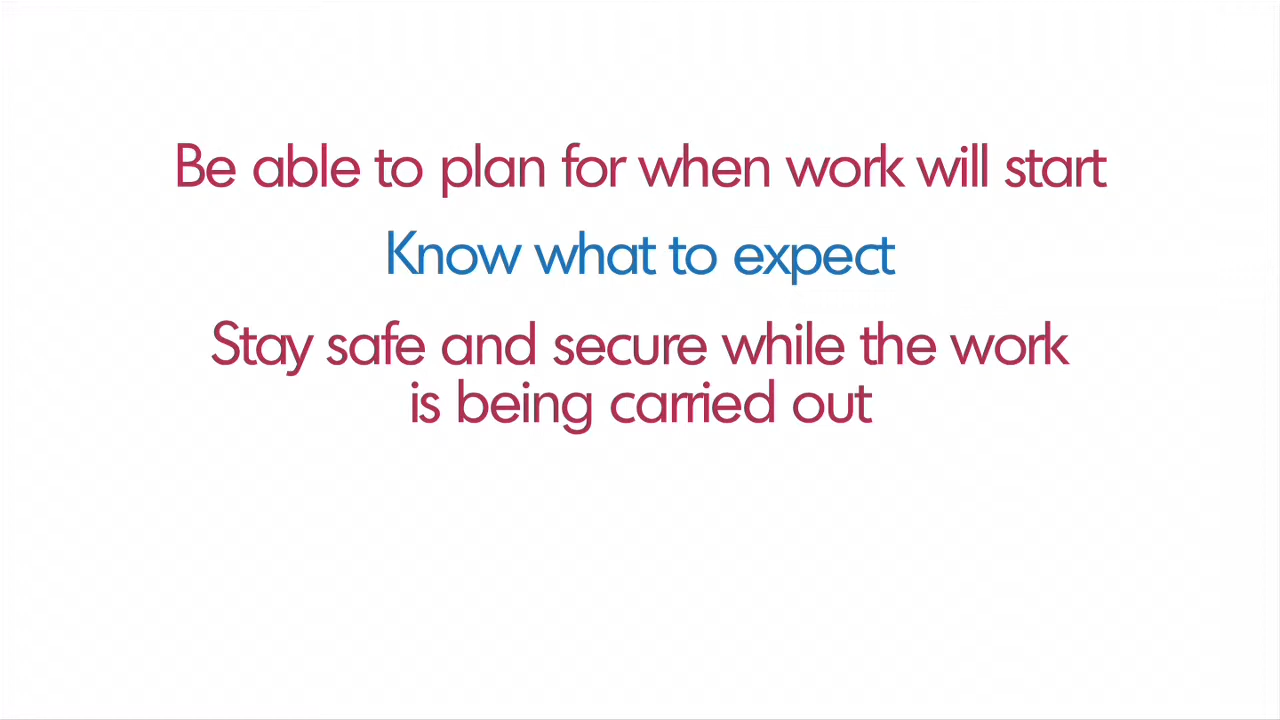 Be able to plan for when work will start
Know what to expect
Stay safe and secure while the work
is being carried out